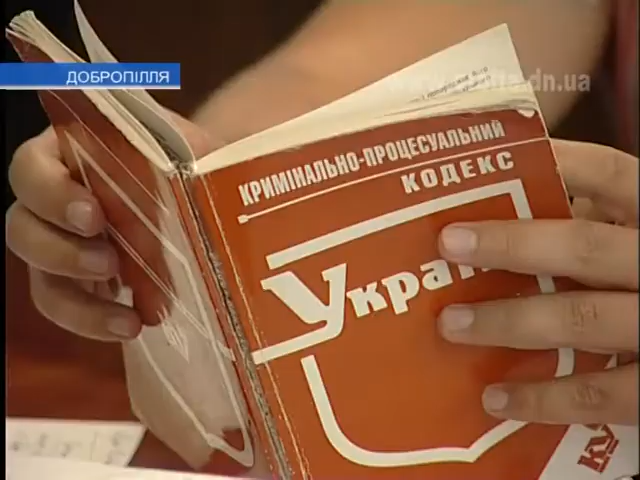 ДОБРОПІЛЛЯ
КРИМІНАЛЬНО-ПРОЦЕСУАЛЬНИЙ
КОДЕКС
Украї